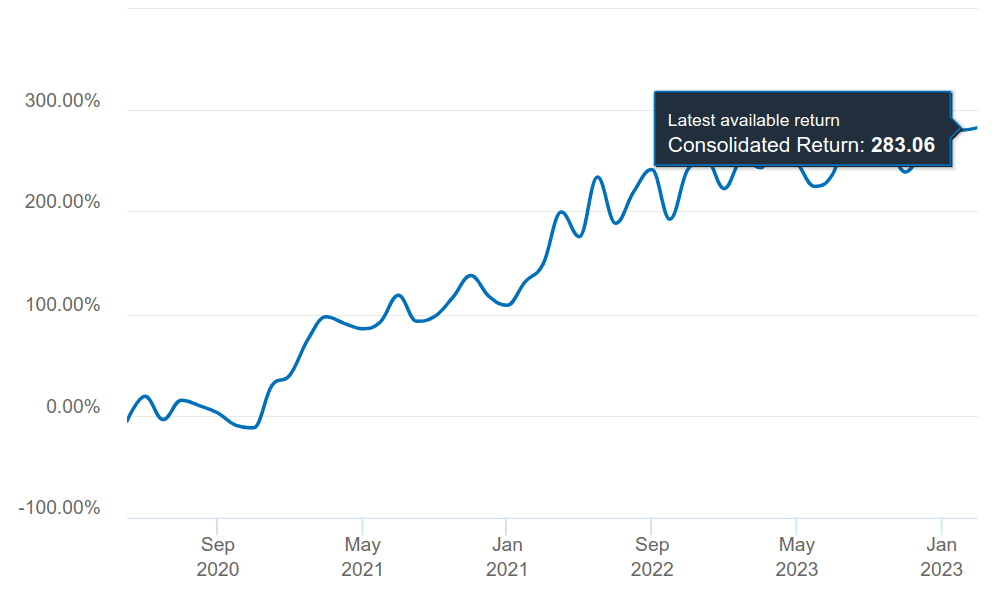 300.00%
Latest available return
Consolidated Return: 283.06
200.00%
100.00%
0.00%
-100.00%
Sep May Jan Sep May Jan
2020 2021 2021 2022 2023 2023